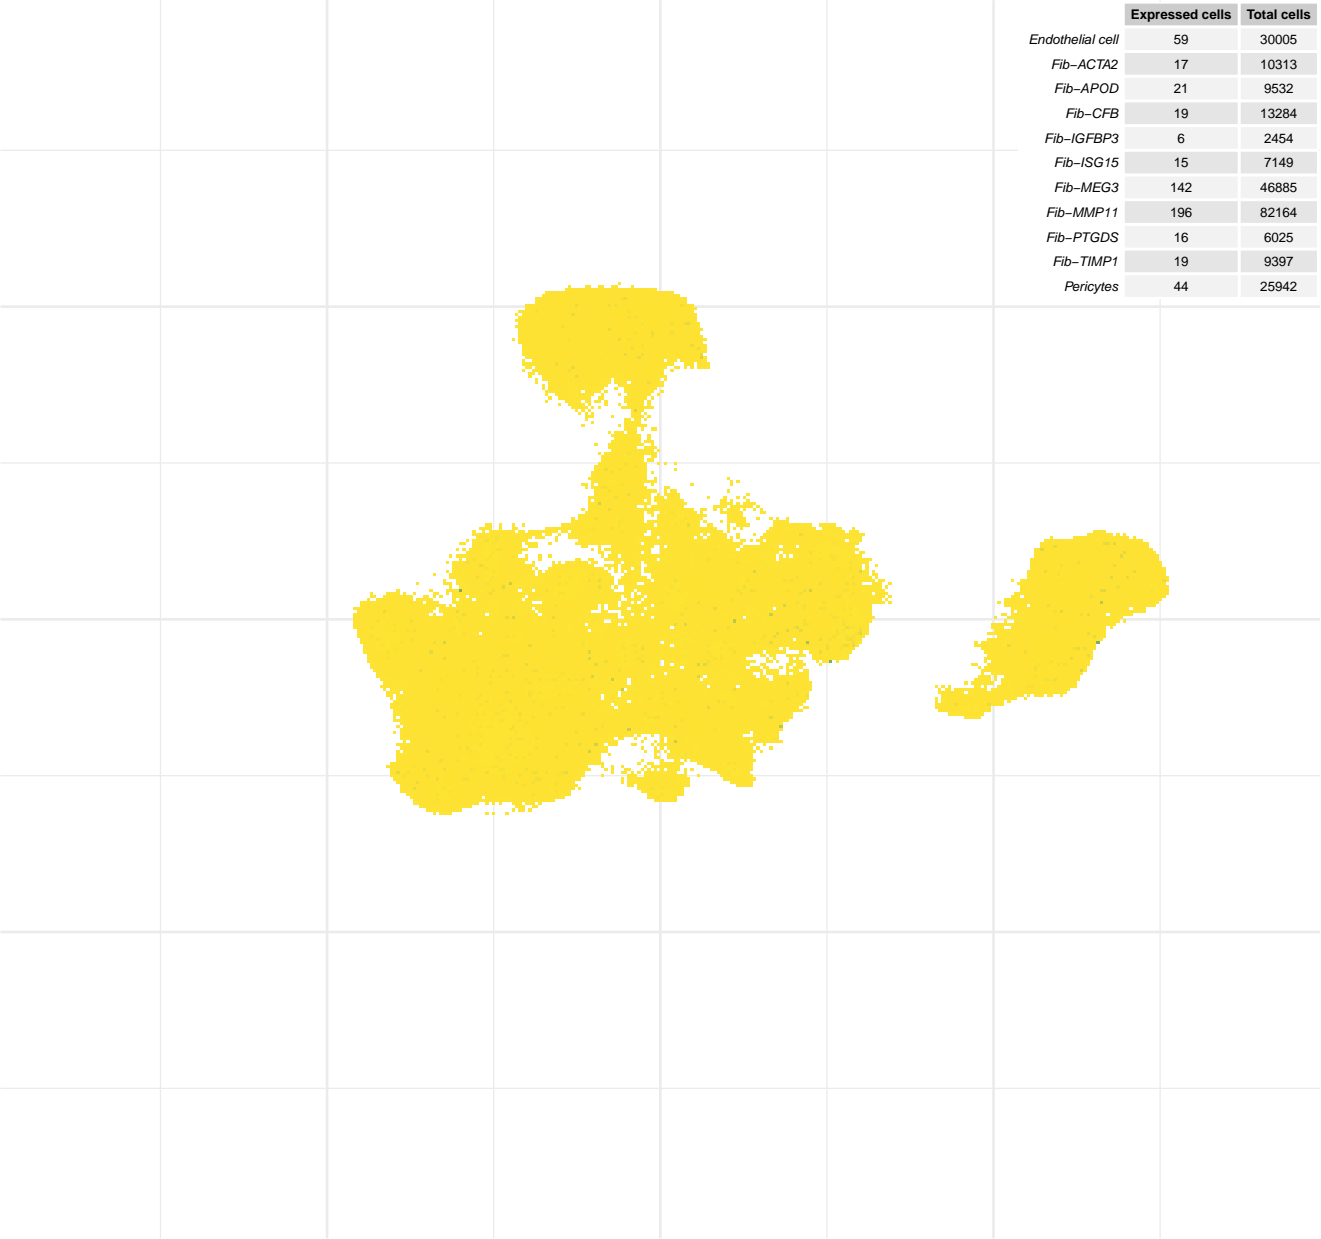 Expressed cells Total cells
Endothelial cell 59 30005
Fib−ACTA2 17 10313
Fib−APOD 21 9532
Fib−CFB 19 13284
Fib−IGFBP3 6 2454
Fib−ISG15 15 7149
Fib−MEG3 142 46885
Fib−MMP11 196 82164
Fib−PTGDS 16 6025
Fib−TIMP1 19 9397
Pericytes 44 25942